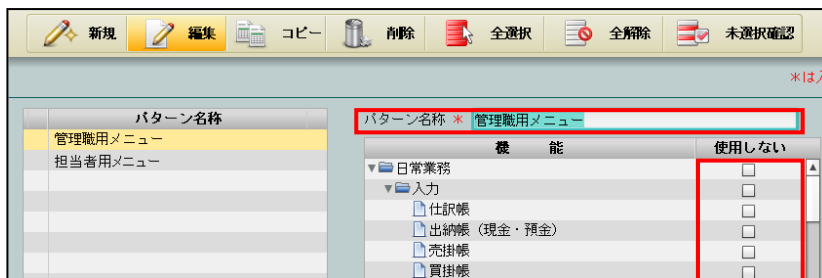 新規 編集 コピー 削除 全選択 全解除 未選択確認
＊は入
パターン名称
管理職用メニュー
担当者用メニュー
パターン名称 ＊ 管理職用メニュー
機 能 使用しない
日常業務
入力
仕訳帳
出納帳（現金・預金）
売掛帳
買掛帳